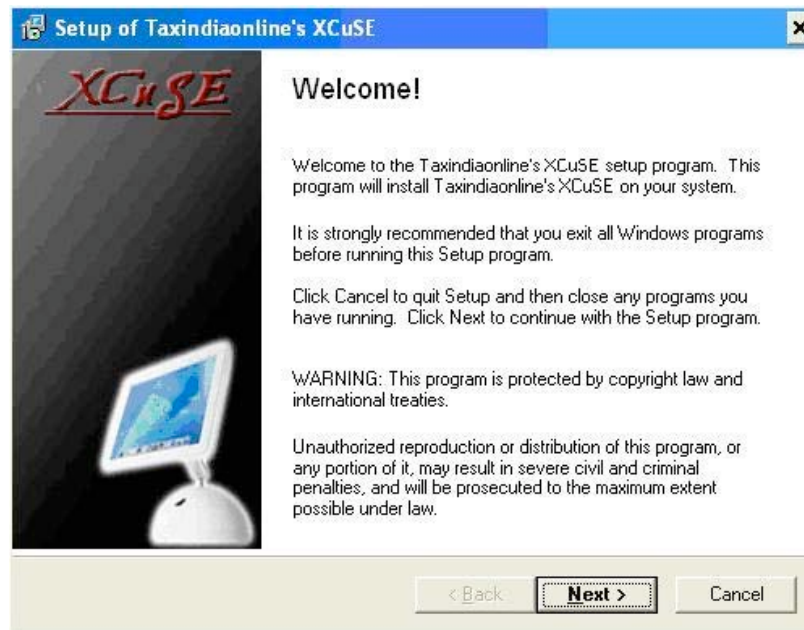 Setup of Taxindiaonline's XCuSE
XCuSE
Welcome!
Welcome to the Taxindiaonline's XCuSE setup program. This
program will install Taxindiaonline's XCuSE on your system.
It is strongly recommended that you exit all Windows programs
before running this Setup program.
Click Cancel to quit Setup and then close any programs you
have running. Click Next to continue with the Setup program.
WARNING: This program is protected by copyright law and
international treaties.
Unauthorized reproduction or distribution of this program, or
any portion of it, may result in severe civil and criminal
penalties, and will be prosecuted to the maximum extent
possible under law.
< Back Next > Cancel